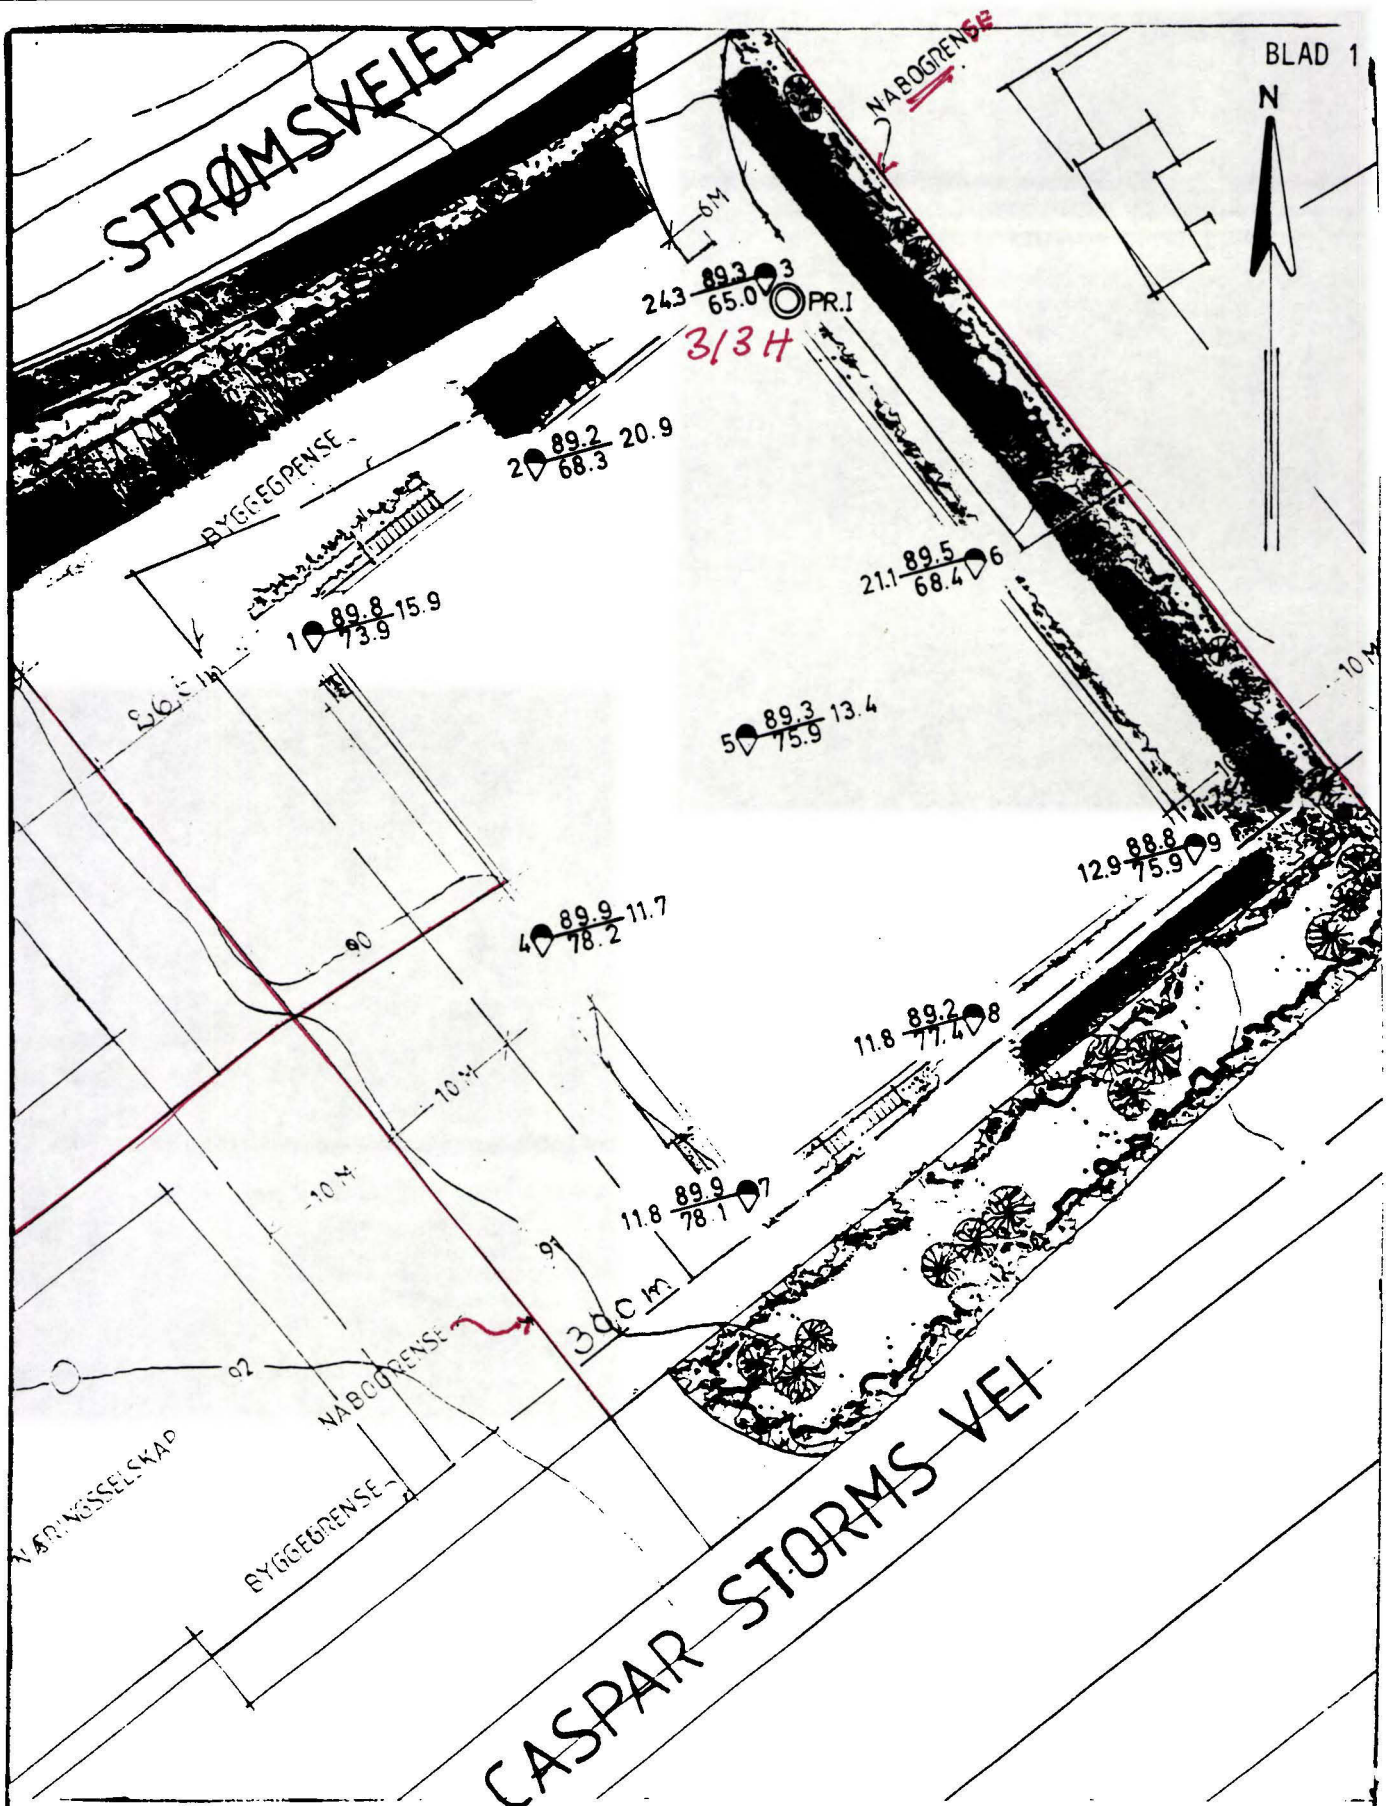 BLAD 1
N
STRØMSVEIEN
NABOGRENSE
6M
24.3 89.3 3
65.0
PR.I
3/3H
BYGGEGRENSE
2 89.2 20.9
68.3
21.1 89.5 6
68.4
1 89.8 15.9
73.9
10 M
5 89.3 13.4
75.9
12.9 88.8 9
75.9
4 89.9 11.7
78.2
90
11.8 89.2 8
77.4
10 M
10 M
11.8 89.9 7
78.1
91
92
NABOGRENSE
NÆRINGSSELSKAP
BYGGEGRENSE
CASPAR STORMS VEI